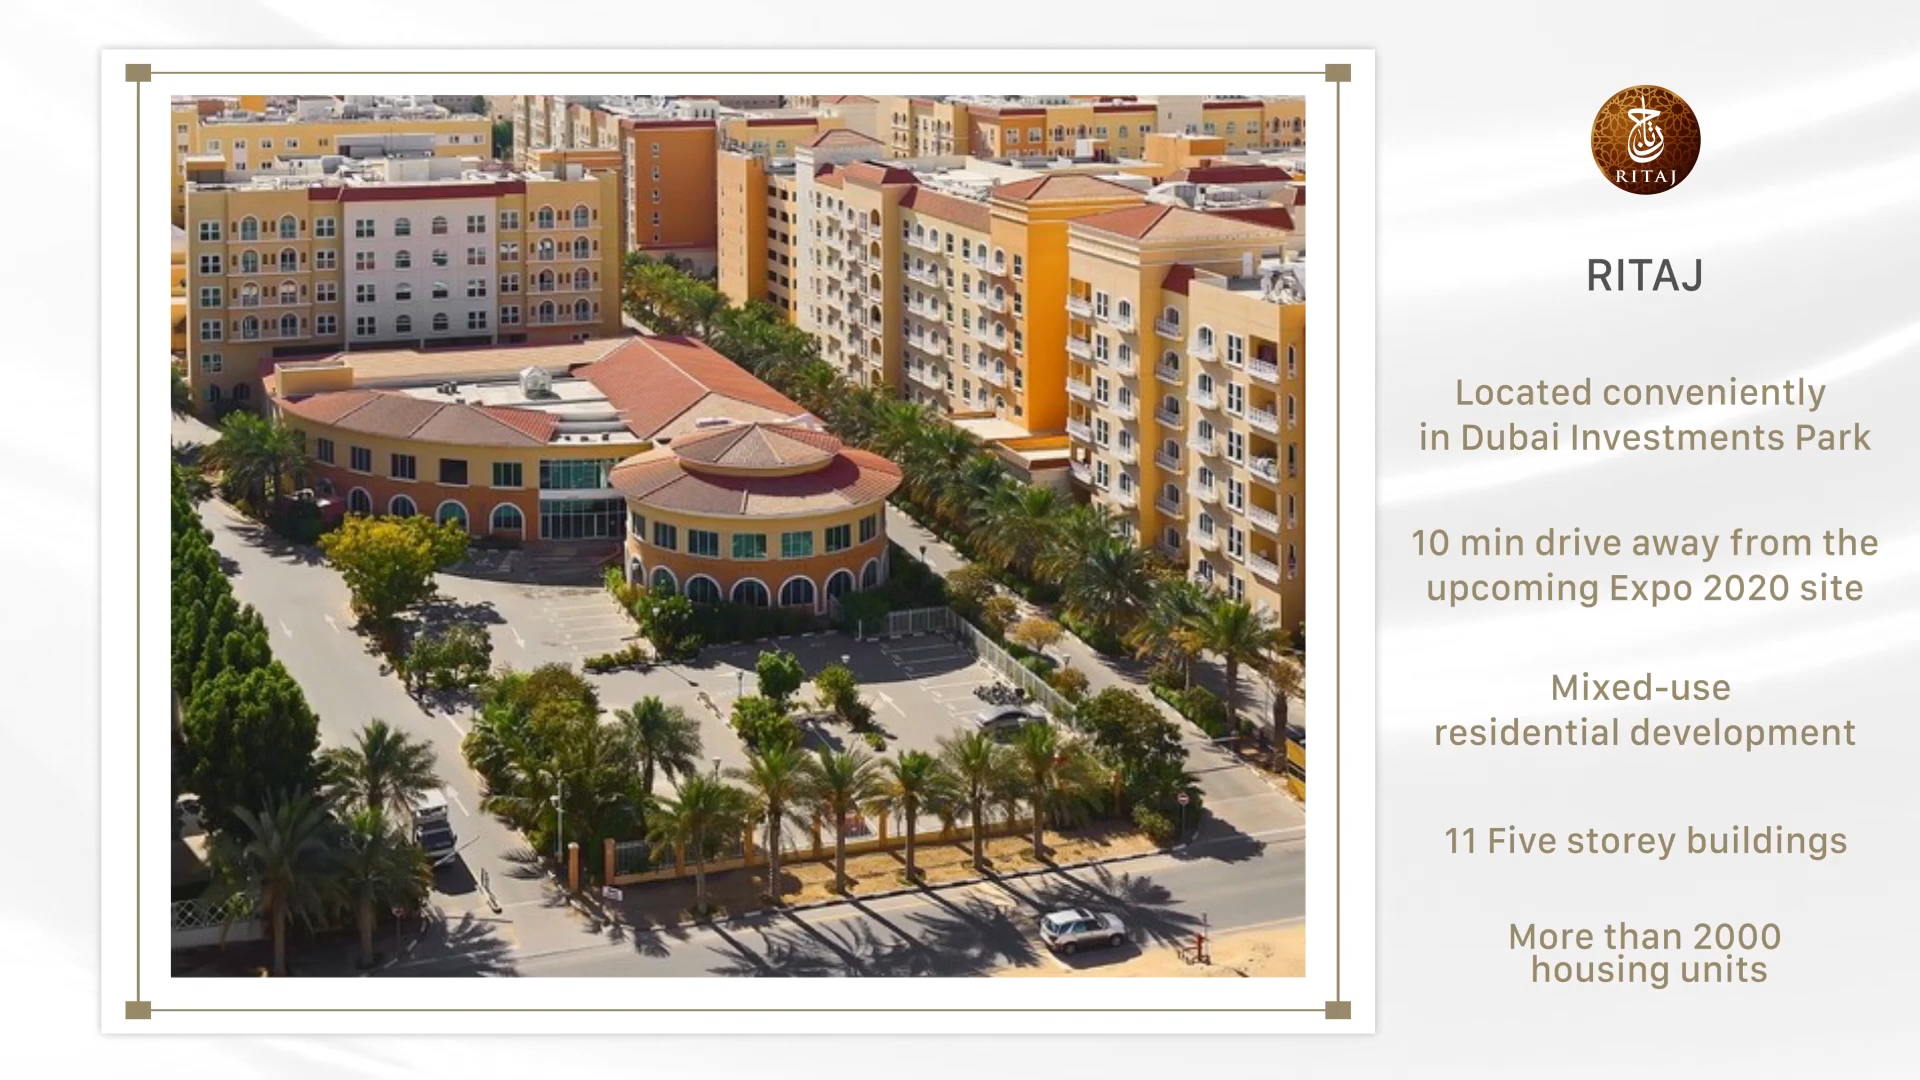 رتاج
RITAJ
RITAJ
Located conveniently
in Dubai Investments Park
10 min drive away from the
upcoming Expo 2020 site
Mixed-use
residential development
11 Five storey buildings
More than 2000
housing units